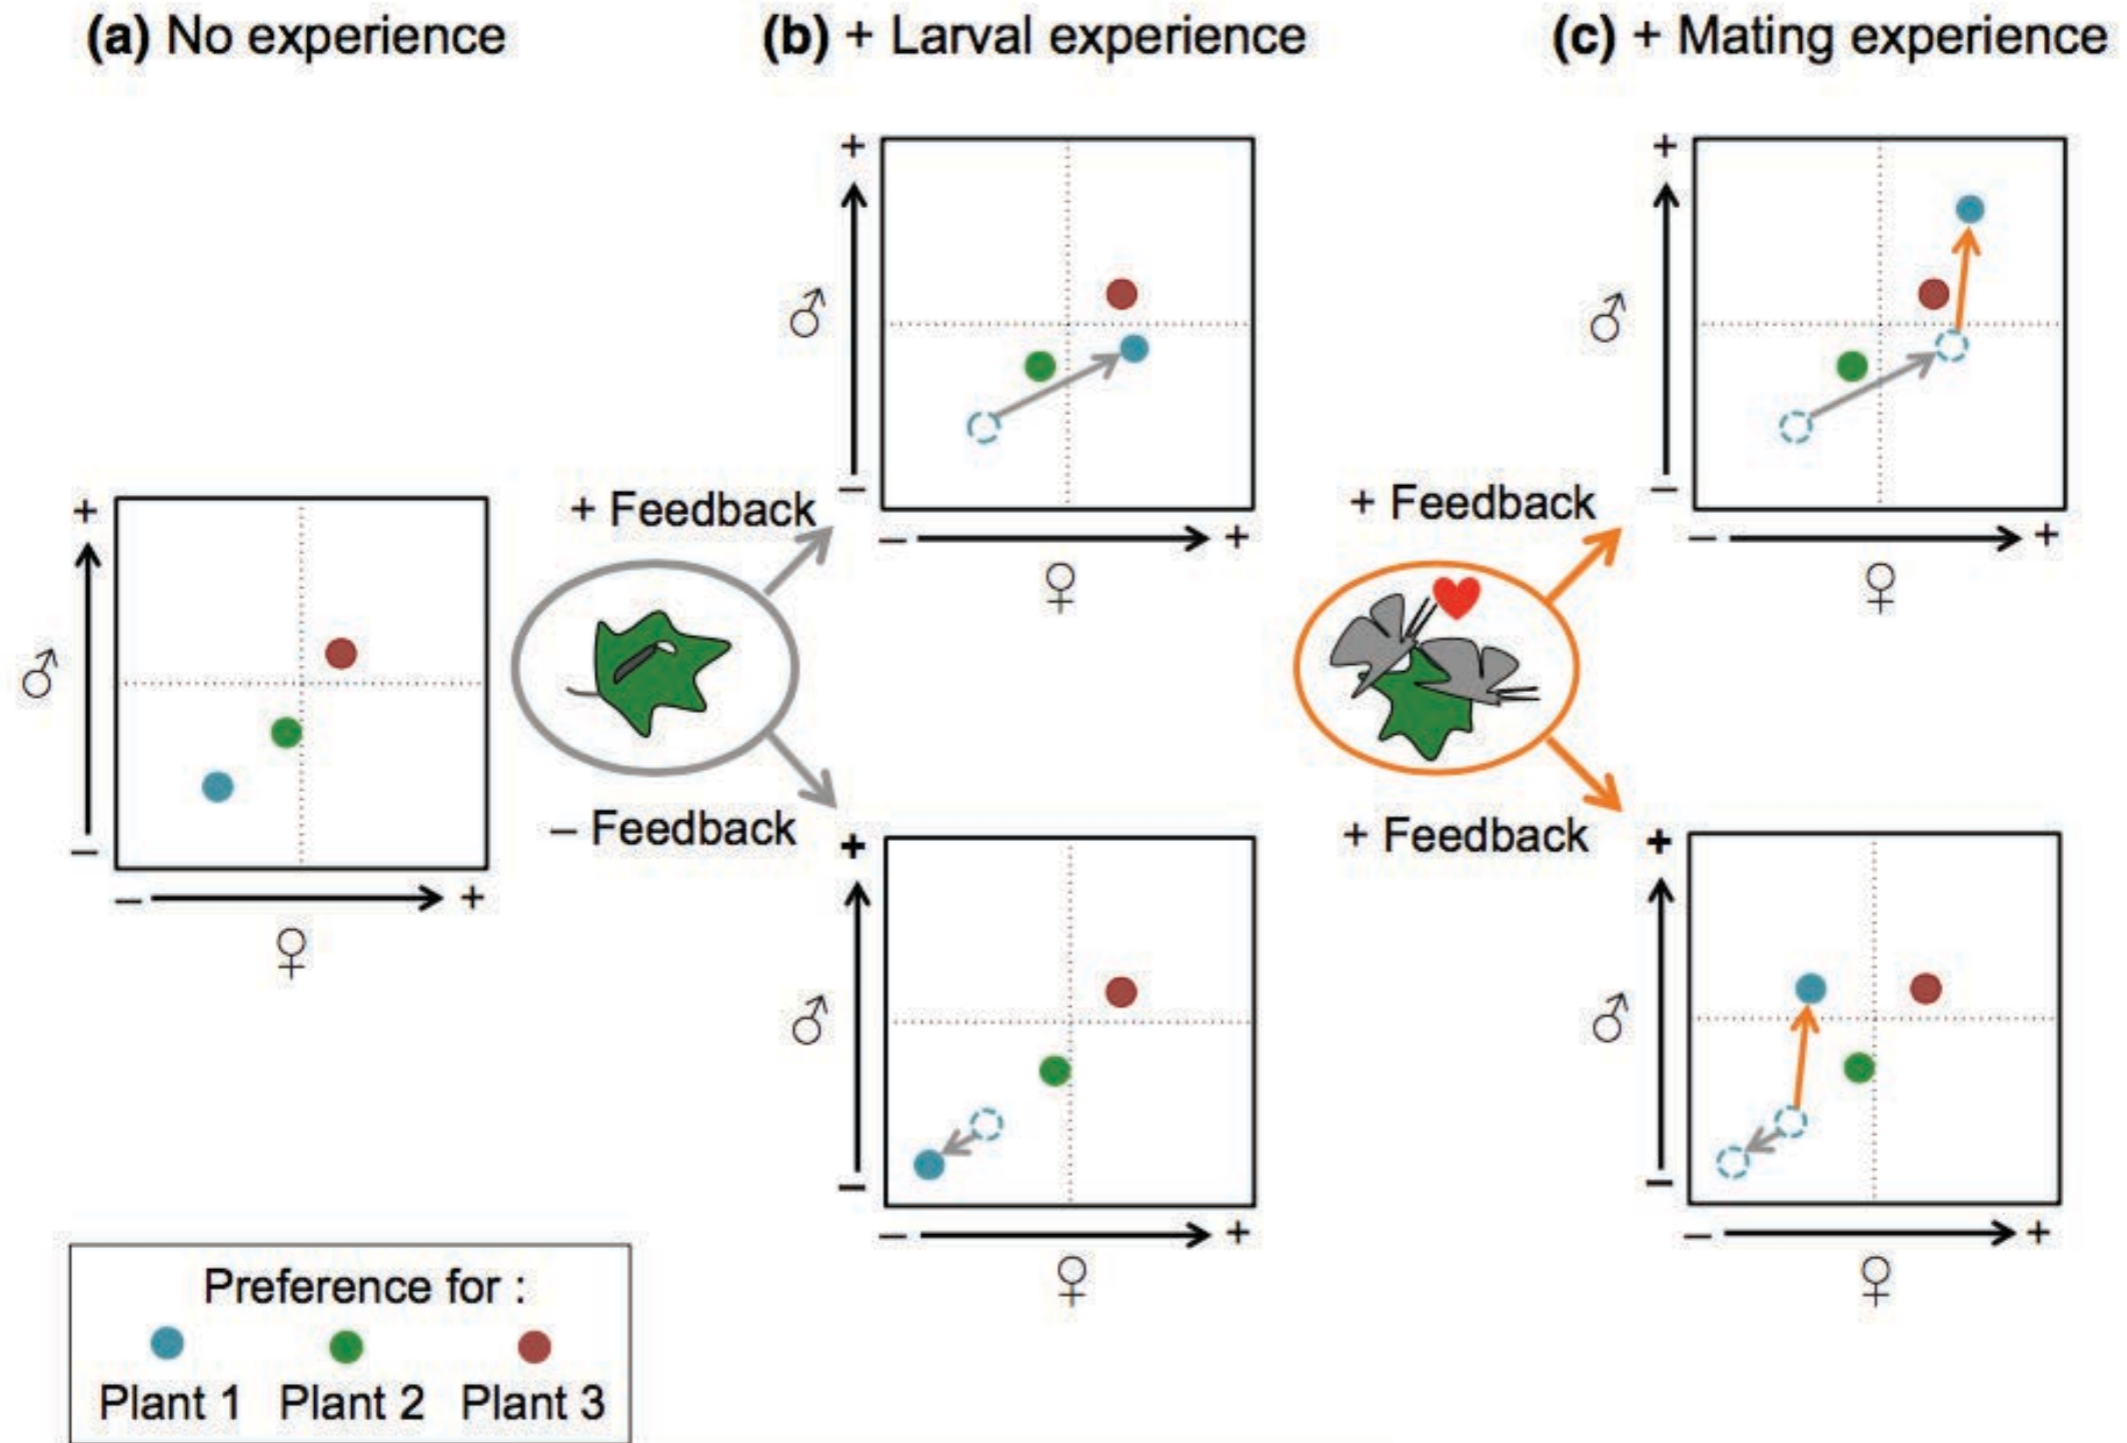 (a) No experience
(b) + Larval experience
(c) + Mating experience
+
♂
–
– +
♀
+ Feedback
– Feedback
+
♂
–
– +
♀
+
♂
–
– +
♀
+ Feedback
+ Feedback
+
♂
–
– +
♀
+
♂
–
– +
♀
Preference for :
Plant 1 Plant 2 Plant 3